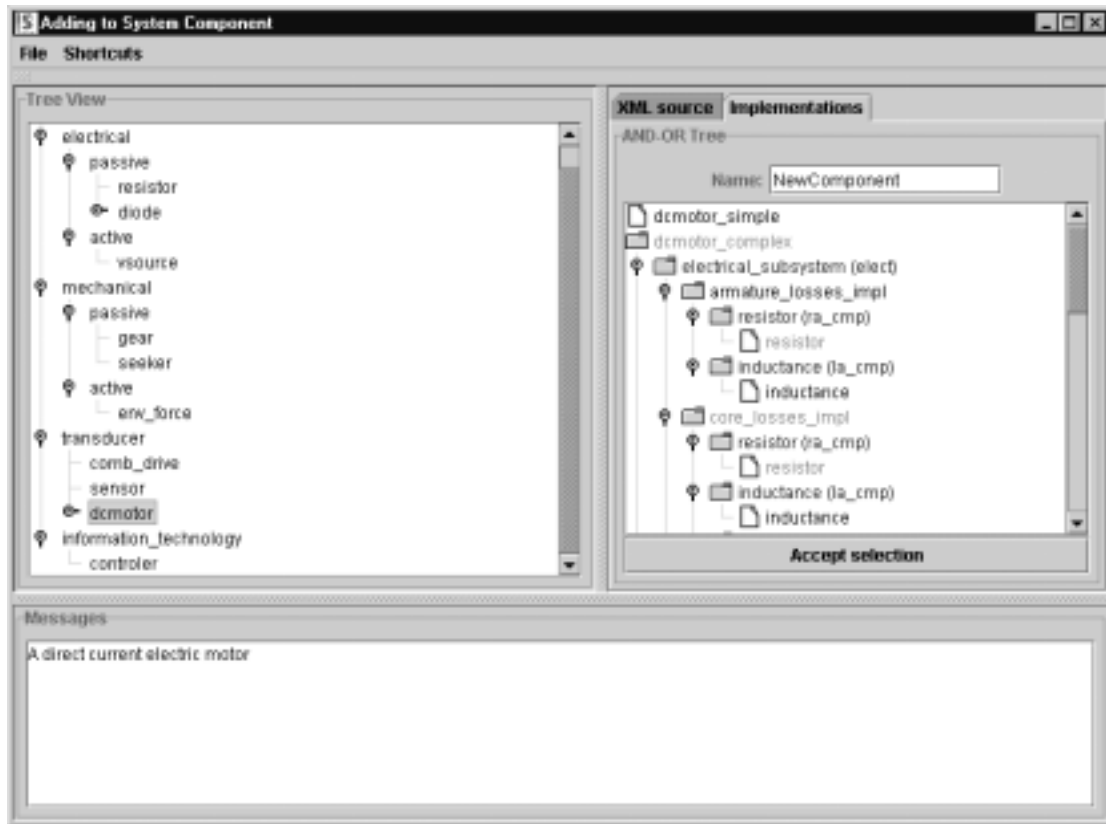 Adding to System Component
File Shortcuts
Tree View
electrical
passive
resistor
diode
active
vsource
mechanical
passive
gear
seeker
active
env_force
transducer
comb_drive
sensor
dcmotor
information_technology
controler
XML source Implementations
AND-OR Tree
Name: NewComponent
dcmotor_simple
dcmotor_complex
electrical_subsystem (elect)
armature_losses_impl
resistor (ra_cmp)
resistor
inductance (la_cmp)
inductance
core_losses_impl
resistor (ra_cmp)
resistor
inductance (la_cmp)
inductance
Accept selection
Messages
A direct current electric motor